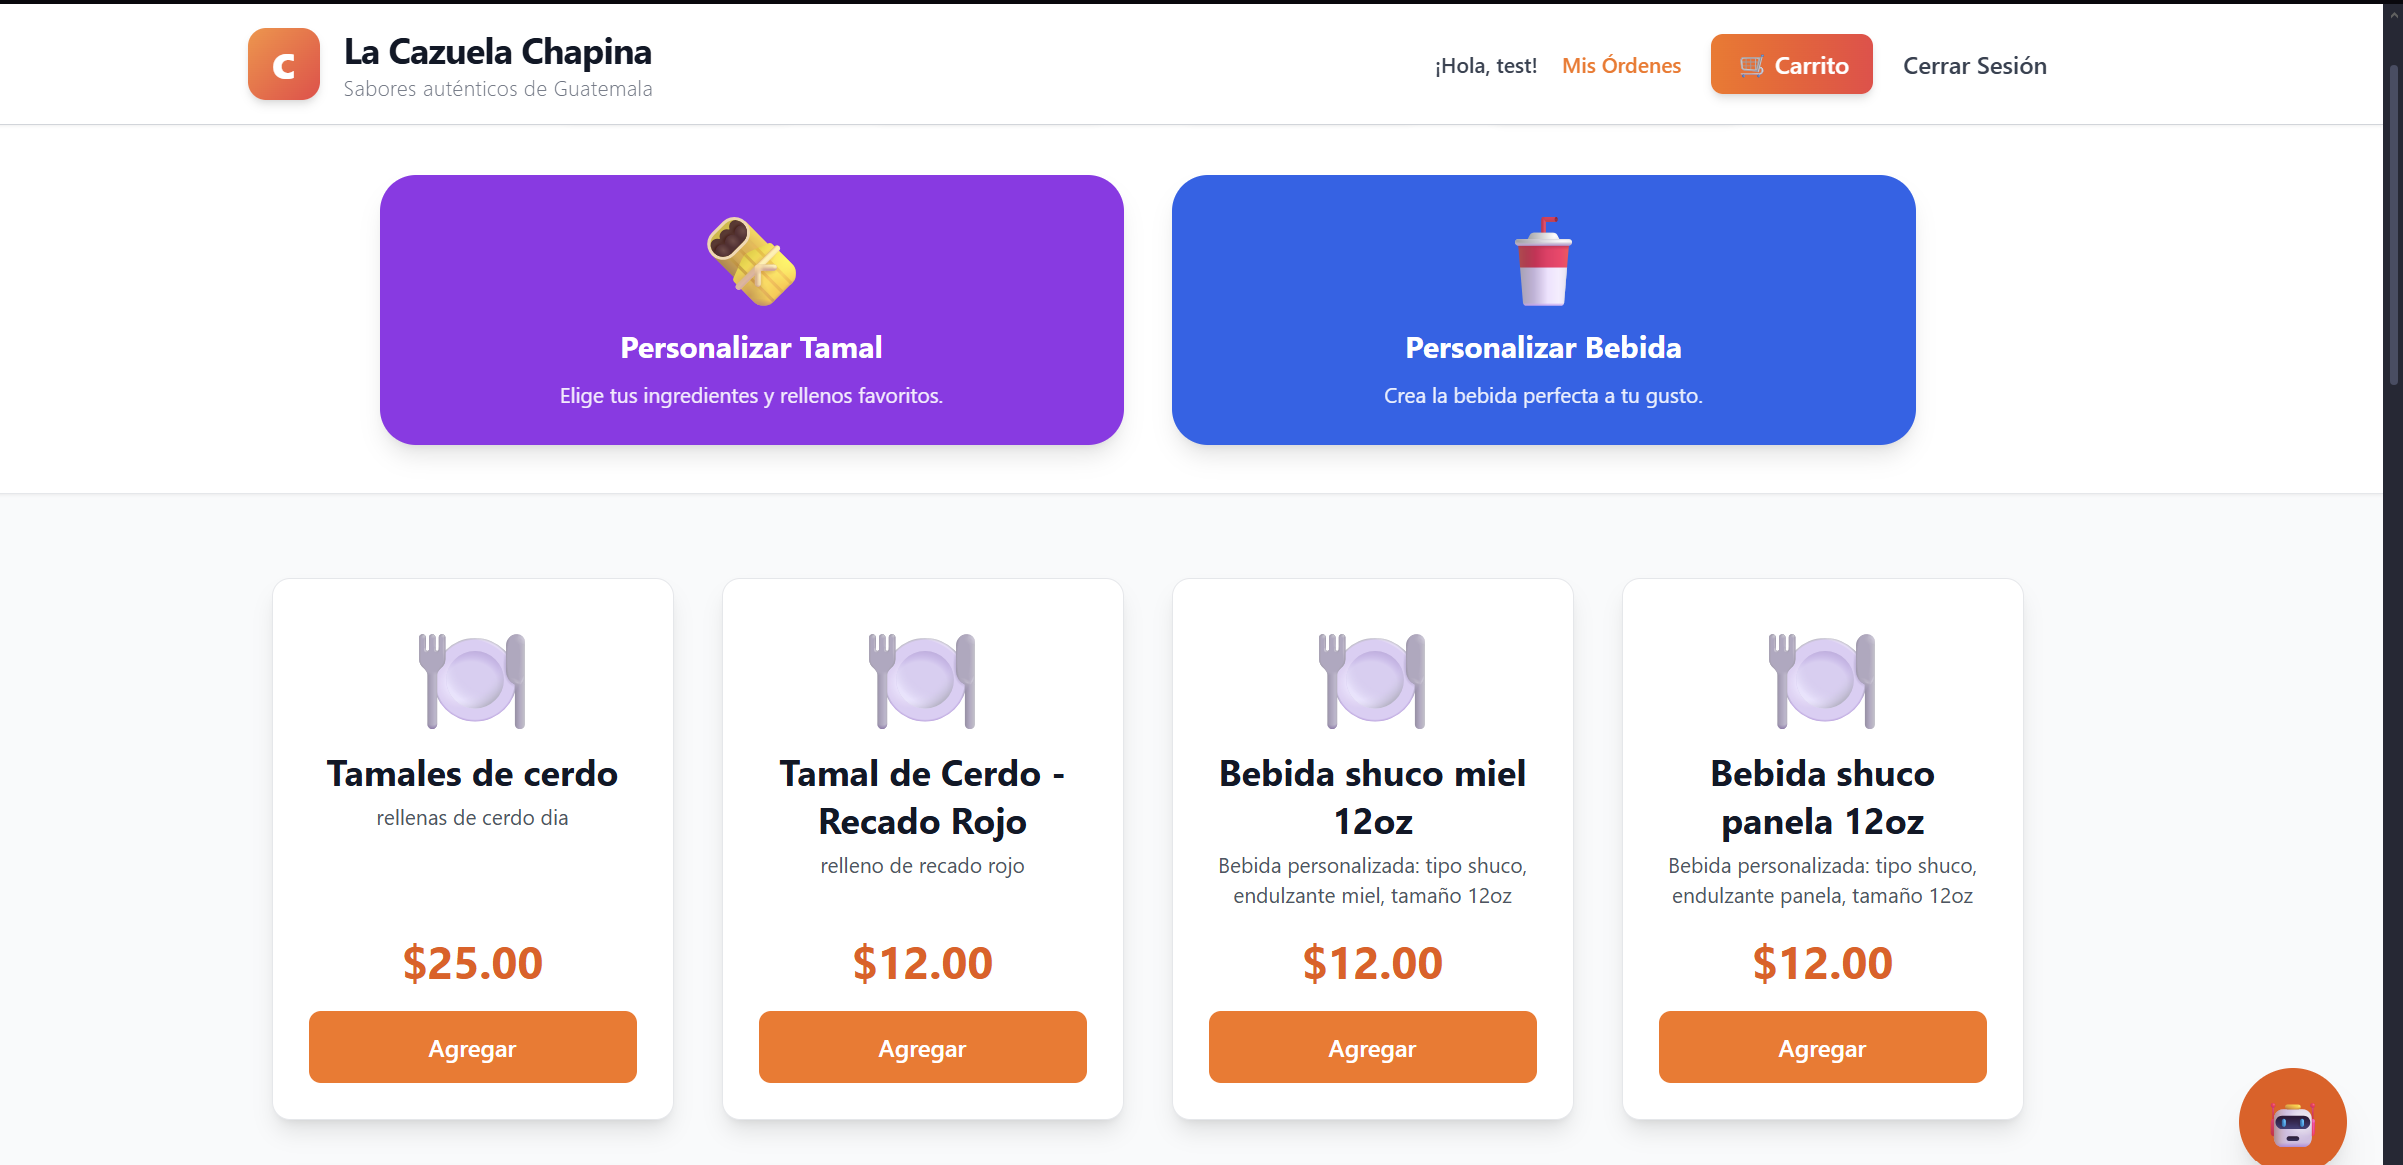 C
La Cazuela Chapina
Sabores auténticos de Guatemala
¡Hola, test!
Mis Órdenes
Carrito
Cerrar Sesión
Personalizar Tamal
Elige tus ingredientes y rellenos favoritos.
Personalizar Bebida
Crea la bebida perfecta a tu gusto.
Tamales de cerdo
rellenas de cerdo dia
$25.00
Agregar
Tamal de Cerdo -
Recado Rojo
relleno de recado rojo
$12.00
Agregar
Bebida shuco miel
12oz
Bebida personalizada: tipo shuco,
endulzante miel, tamaño 12oz
$12.00
Agregar
Bebida shuco
panela 12oz
Bebida personalizada: tipo shuco,
endulzante panela, tamaño 12oz
$12.00
Agregar